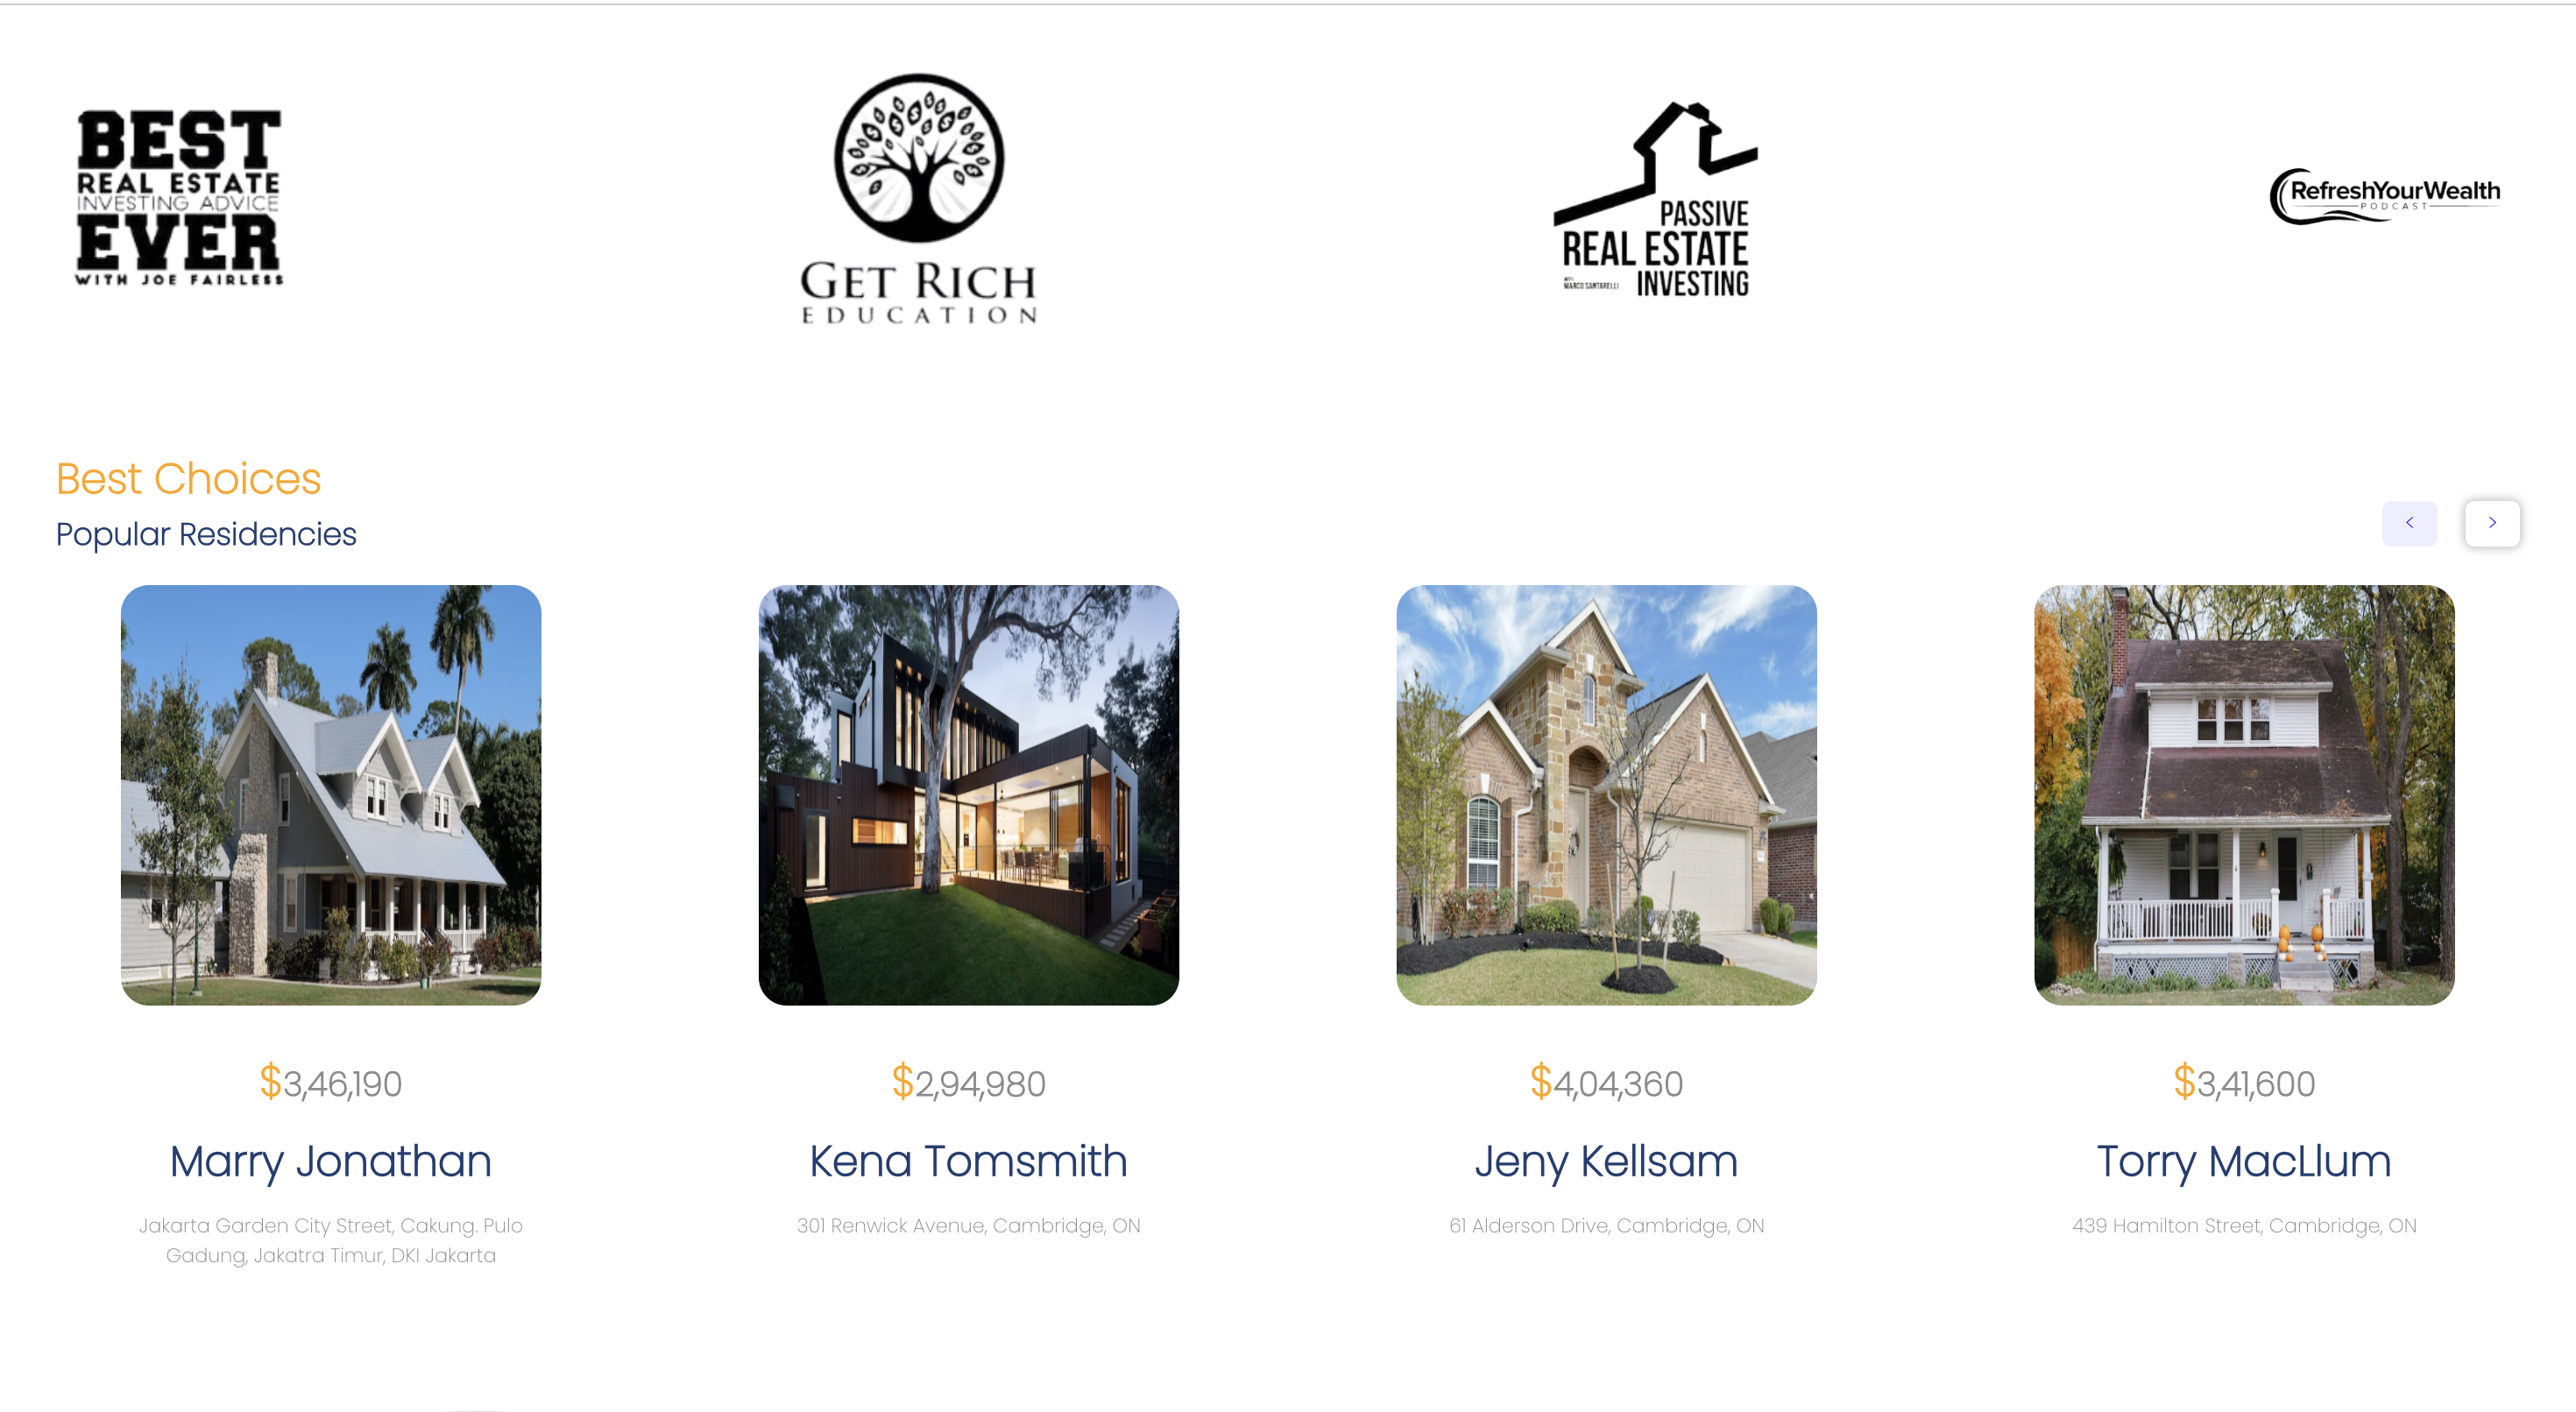 BEST
REAL ESTATE
INVESTING ADVICE
EVER
WITH JOE FAIRLESS
GET RICH
EDUCATION
PASSIVE
REAL ESTATE
INVESTING
WITH
MARCO SANTARELLI
RefreshYourWealth
PODCAST
Best Choices
Popular Residencies
<
>
$3,46,190
Marry Jonathan
Jakarta Garden City Street, Cakung. Pulo
Gadung, Jakatra Timur, DKI Jakarta
$2,94,980
Kena Tomsmith
301 Renwick Avenue, Cambridge, ON
$4,04,360
Jeny Kellsam
61 Alderson Drive, Cambridge, ON
$3,41,600
Torry MacLlum
439 Hamilton Street, Cambridge, ON